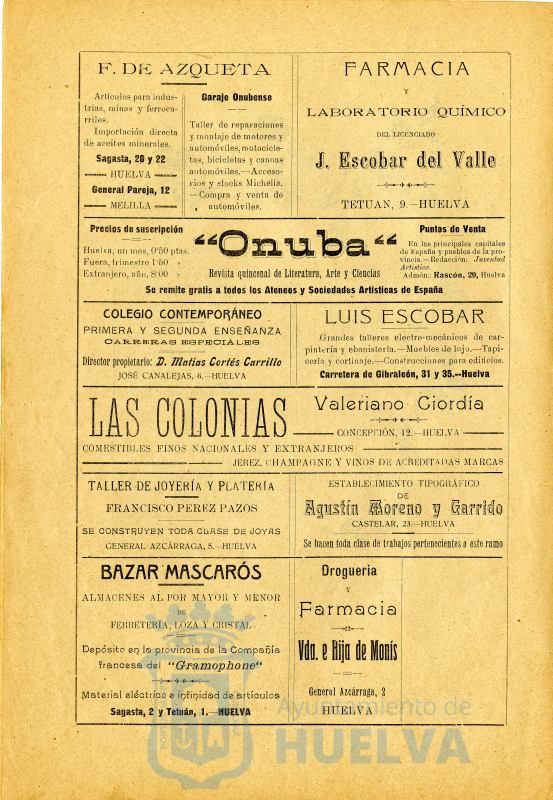 F. DE AZQUETA
Artículos para indus-
trias, minas y ferroca-
rriles.
Importación directa
de aceites minerales.
Sagasta, 20 y 22
HUELVA
General Pareja, 12
MELILLA
Garaje Onubense
Taller de reparaciones
y montaje de motores y
automóviles, motocicle-
tas, bicicletas y canoas
automóviles.—Acceso-
rios y stocks Michelín.
—Compra y venta de
automóviles.
FARMACIA
Y
LABORATORIO QUÍMICO
DEL LICENCIADO
J. Escobar del Valle
TETUAN, 9.—HUELVA
Precios de suscripción
Huelva, un mes, 0'50 ptas.
Fuera, trimestre 1'50 »
Extranjero, año, 8'00 »
“Onuba“
Revista quincenal de Literatura, Arte y Ciencias
Puntos de Venta
En las principales capitales
de España y pueblos de la pro-
vincia.—Redacción: Juventud
Artística.
Admón.: Rascón, 29, Huelva
Se remite gratis a todos los Ateneos y Sociedades Artísticas de España
COLEGIO CONTEMPORÁNEO
PRIMERA Y SEGUNDA ENSEÑANZA
CARRERAS ESPECIALES
Director propietario: D. Matías Cortés Carrillo
JOSÉ CANALEJAS, 6.—HUELVA
LUIS ESCOBAR
Grandes talleres electro-mecánicos de car-
pintería y ebanistería.—Muebles de lujo.—Tapi-
cería y cortinaje.—Construcciones para edificios.
Carretera de Gibraleón, 31 y 35.—Huelva
LAS COLONIAS
Valeriano Ciordía
CONCEPCIÓN, 12.—HUELVA
COMESTIBLES FINOS NACIONALES Y EXTRANJEROS
JEREZ, CHAMPAGNE Y VINOS DE ACREDITADAS MARCAS
TALLER DE JOYERÍA Y PLATERÍA
FRANCISCO PEREZ PAZOS
SE CONSTRUYEN TODA CLASE DE JOYAS
GENERAL AZCÁRRAGA, 5.—HUELVA
ESTABLECIMIENTO TIPOGRÁFICO
DE
Agustín Moreno y Garrido
CASTELAR, 23.—HUELVA
Se hacen toda clase de trabajos pertenecientes a este ramo
BAZAR MASCARÓS
ALMACENES AL POR MAYOR Y MENOR
DE
FERRETERÍA, LOZA Y CRISTAL
Depósito en la provincia de la Compañía
francesa del "Gramophone"
Material eléctrico e infinidad de artículos
Sagasta, 2 y Tetuán, 1.—HUELVA
Drogueria
Y
Farmacia
Vda. e Hija de Monís
General Azcárraga, 2
HUELVA
Ayuntamiento de
HUELVA